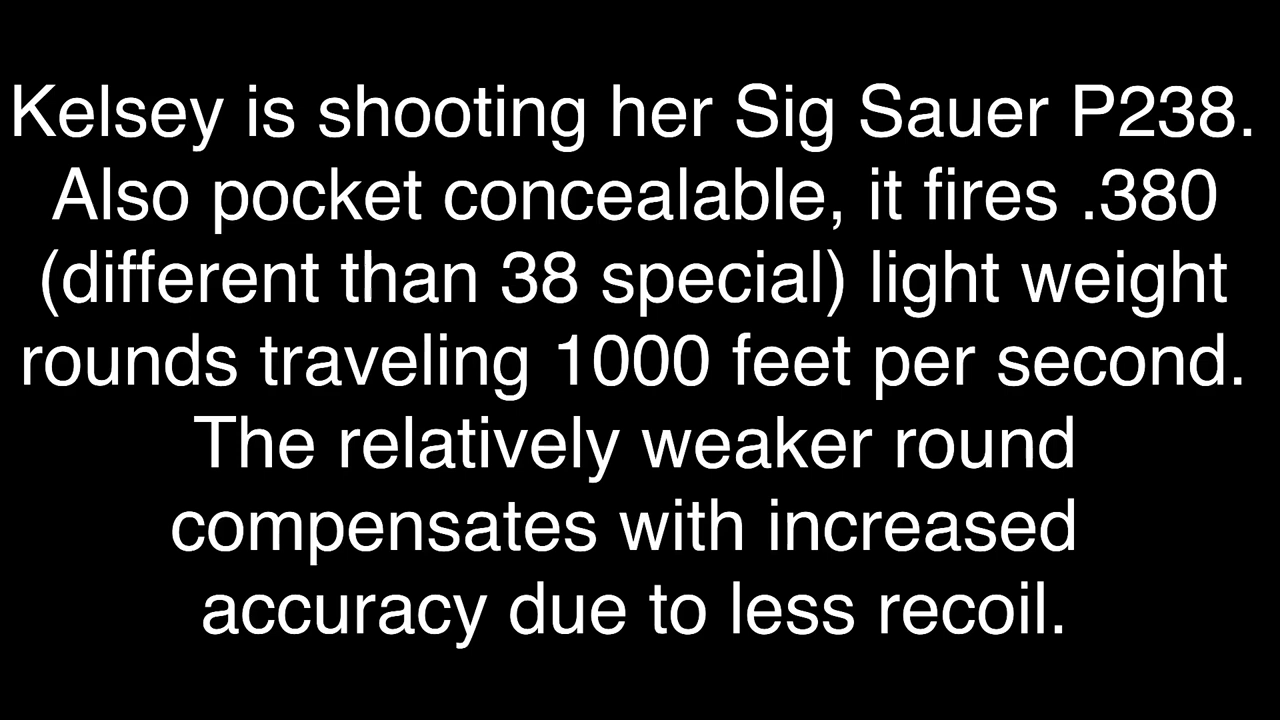 Kelsey is shooting her Sig Sauer P238.
Also pocket concealable, it fires .380
(different than 38 special) light weight
rounds traveling 1000 feet per second.
The relatively weaker round
compensates with increased
accuracy due to less recoil.